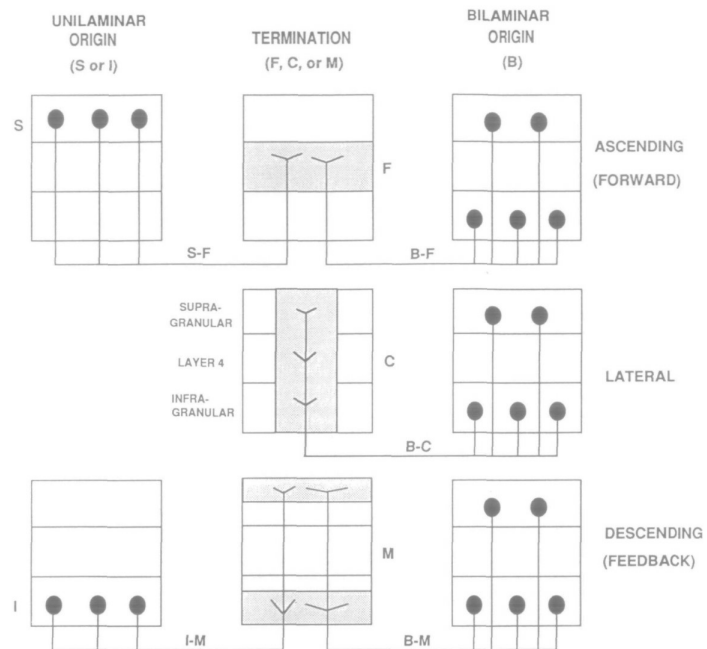 UNILAMINAR
ORIGIN
(S or I)
TERMINATION
(F, C, or M)
BILAMINAR
ORIGIN
(B)
S
F
ASCENDING
(FORWARD)
S-F
B-F
SUPRA-
GRANULAR
LAYER 4
INFRA-
GRANULAR
C
LATERAL
B-C
M
DESCENDING
(FEEDBACK)
I
I-M
B-M